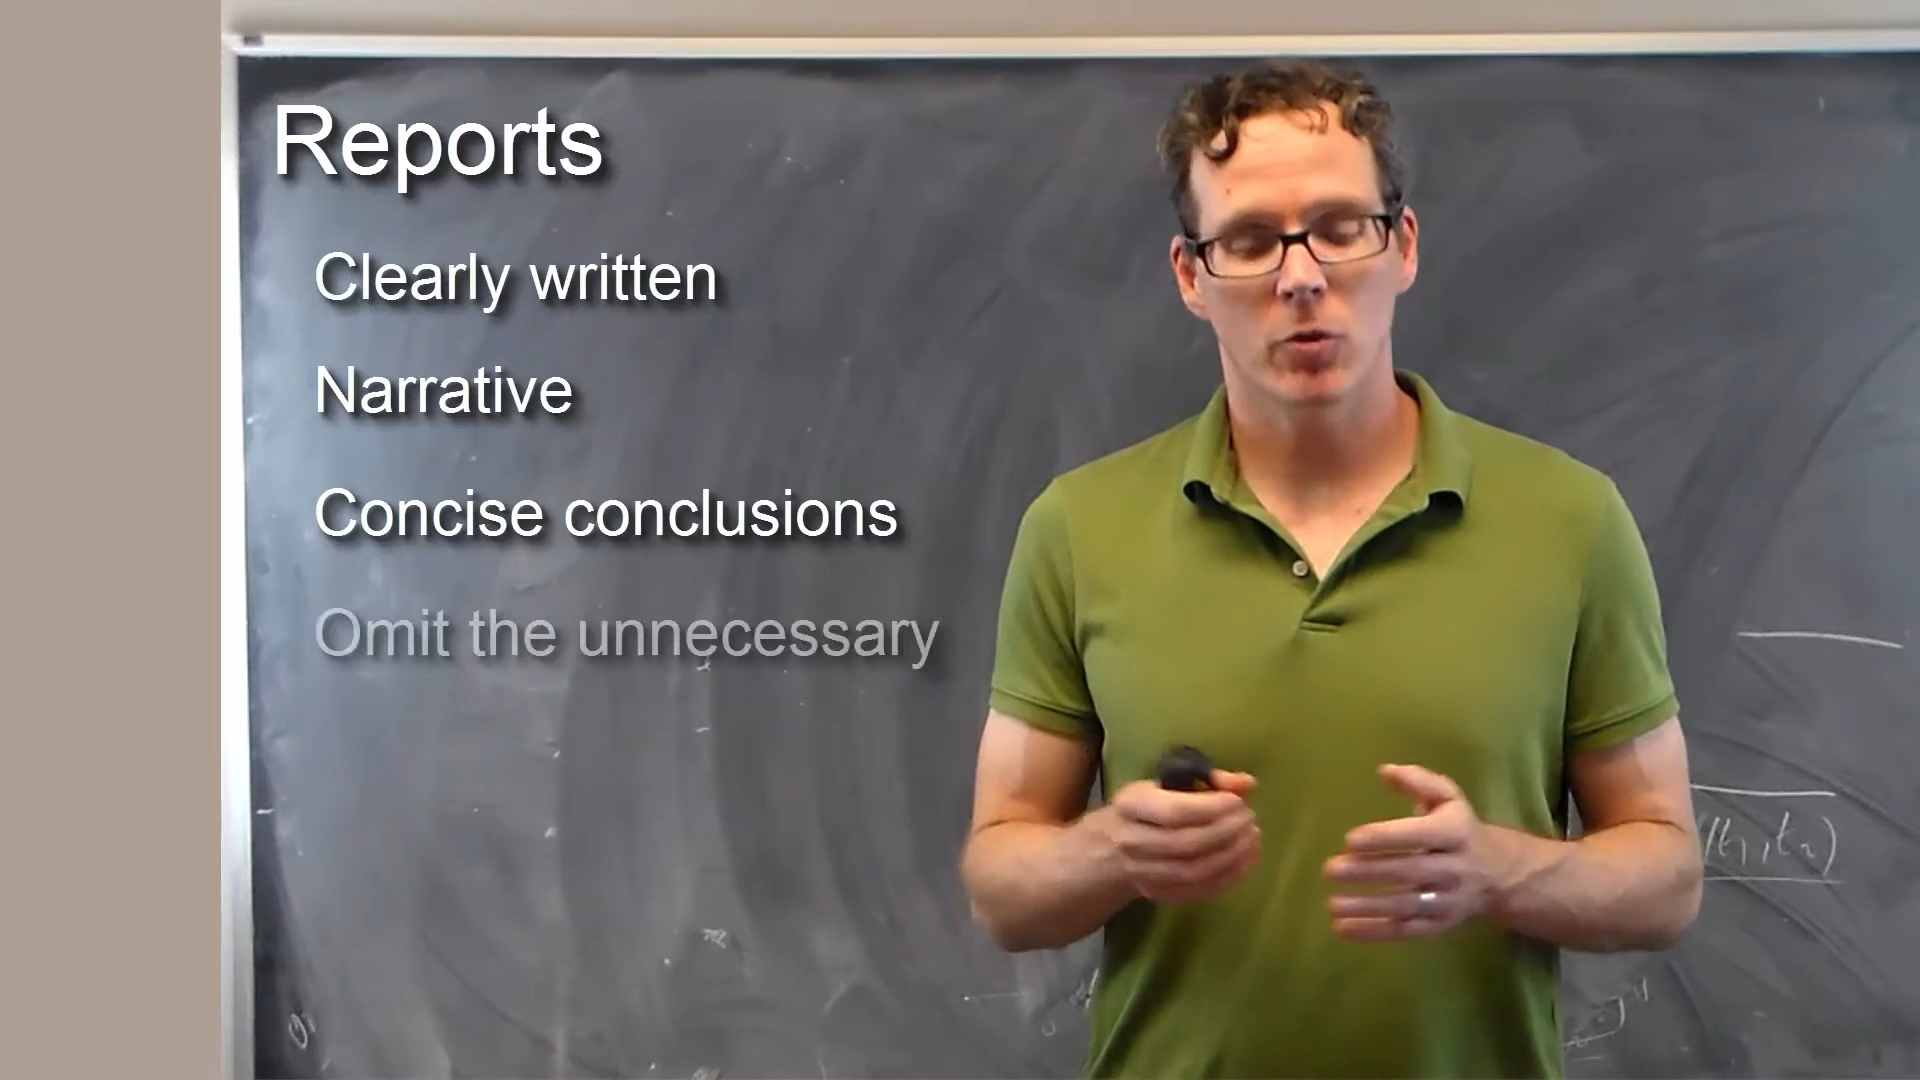 Reports
Clearly written
Narrative
Concise conclusions
Omit the unnecessary